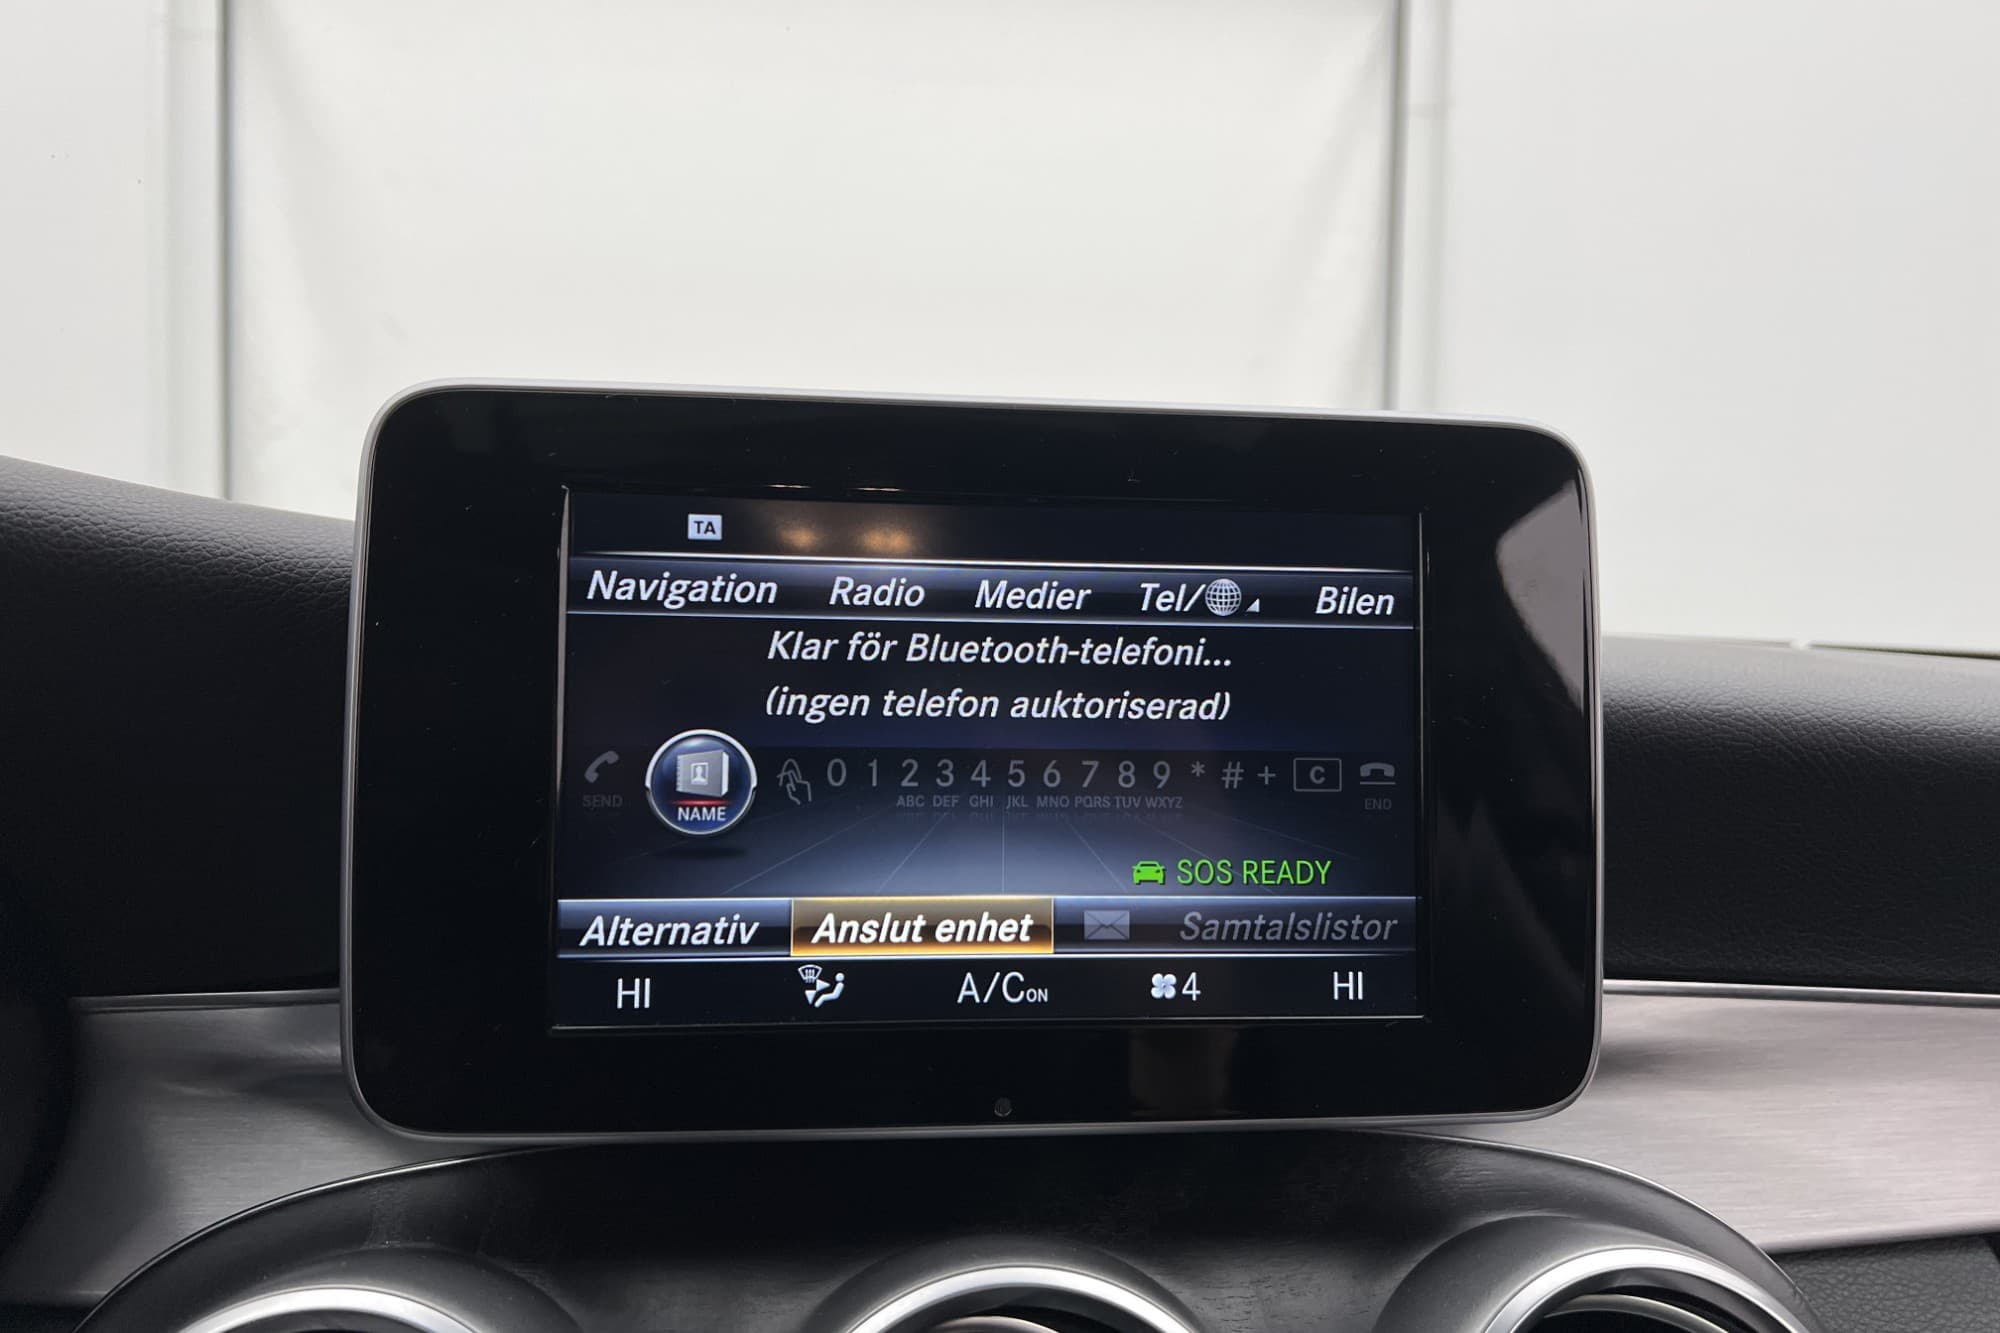 TA
Navigation Radio Medier Tel/ Bilen
Klar för Bluetooth-telefoni...
(ingen telefon auktoriserad)
SEND NAME 0 1 2 3 4 5 6 7 8 9 * # + C END
ABC DEF GHI JKL MNO PQRS TUV WXYZ
SOS READY
Alternativ Anslut enhet Samtalslistor
HI A/C ON 4 HI